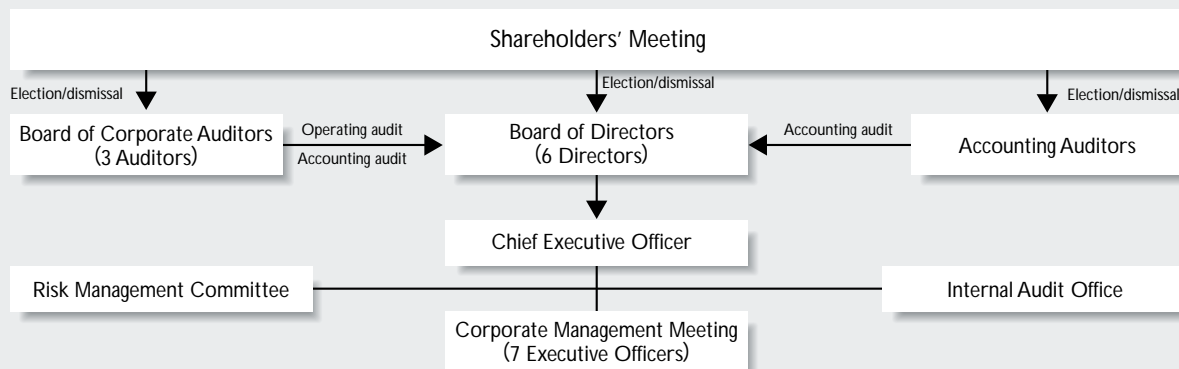 Shareholders' Meeting
Election/dismissal
Election/dismissal
Election/dismissal
Board of Corporate Auditors
(3 Auditors)
Operating audit
Accounting audit
Board of Directors
(6 Directors)
Accounting audit
Accounting Auditors
Chief Executive Officer
Risk Management Committee
Internal Audit Office
Corporate Management Meeting
(7 Executive Officers)